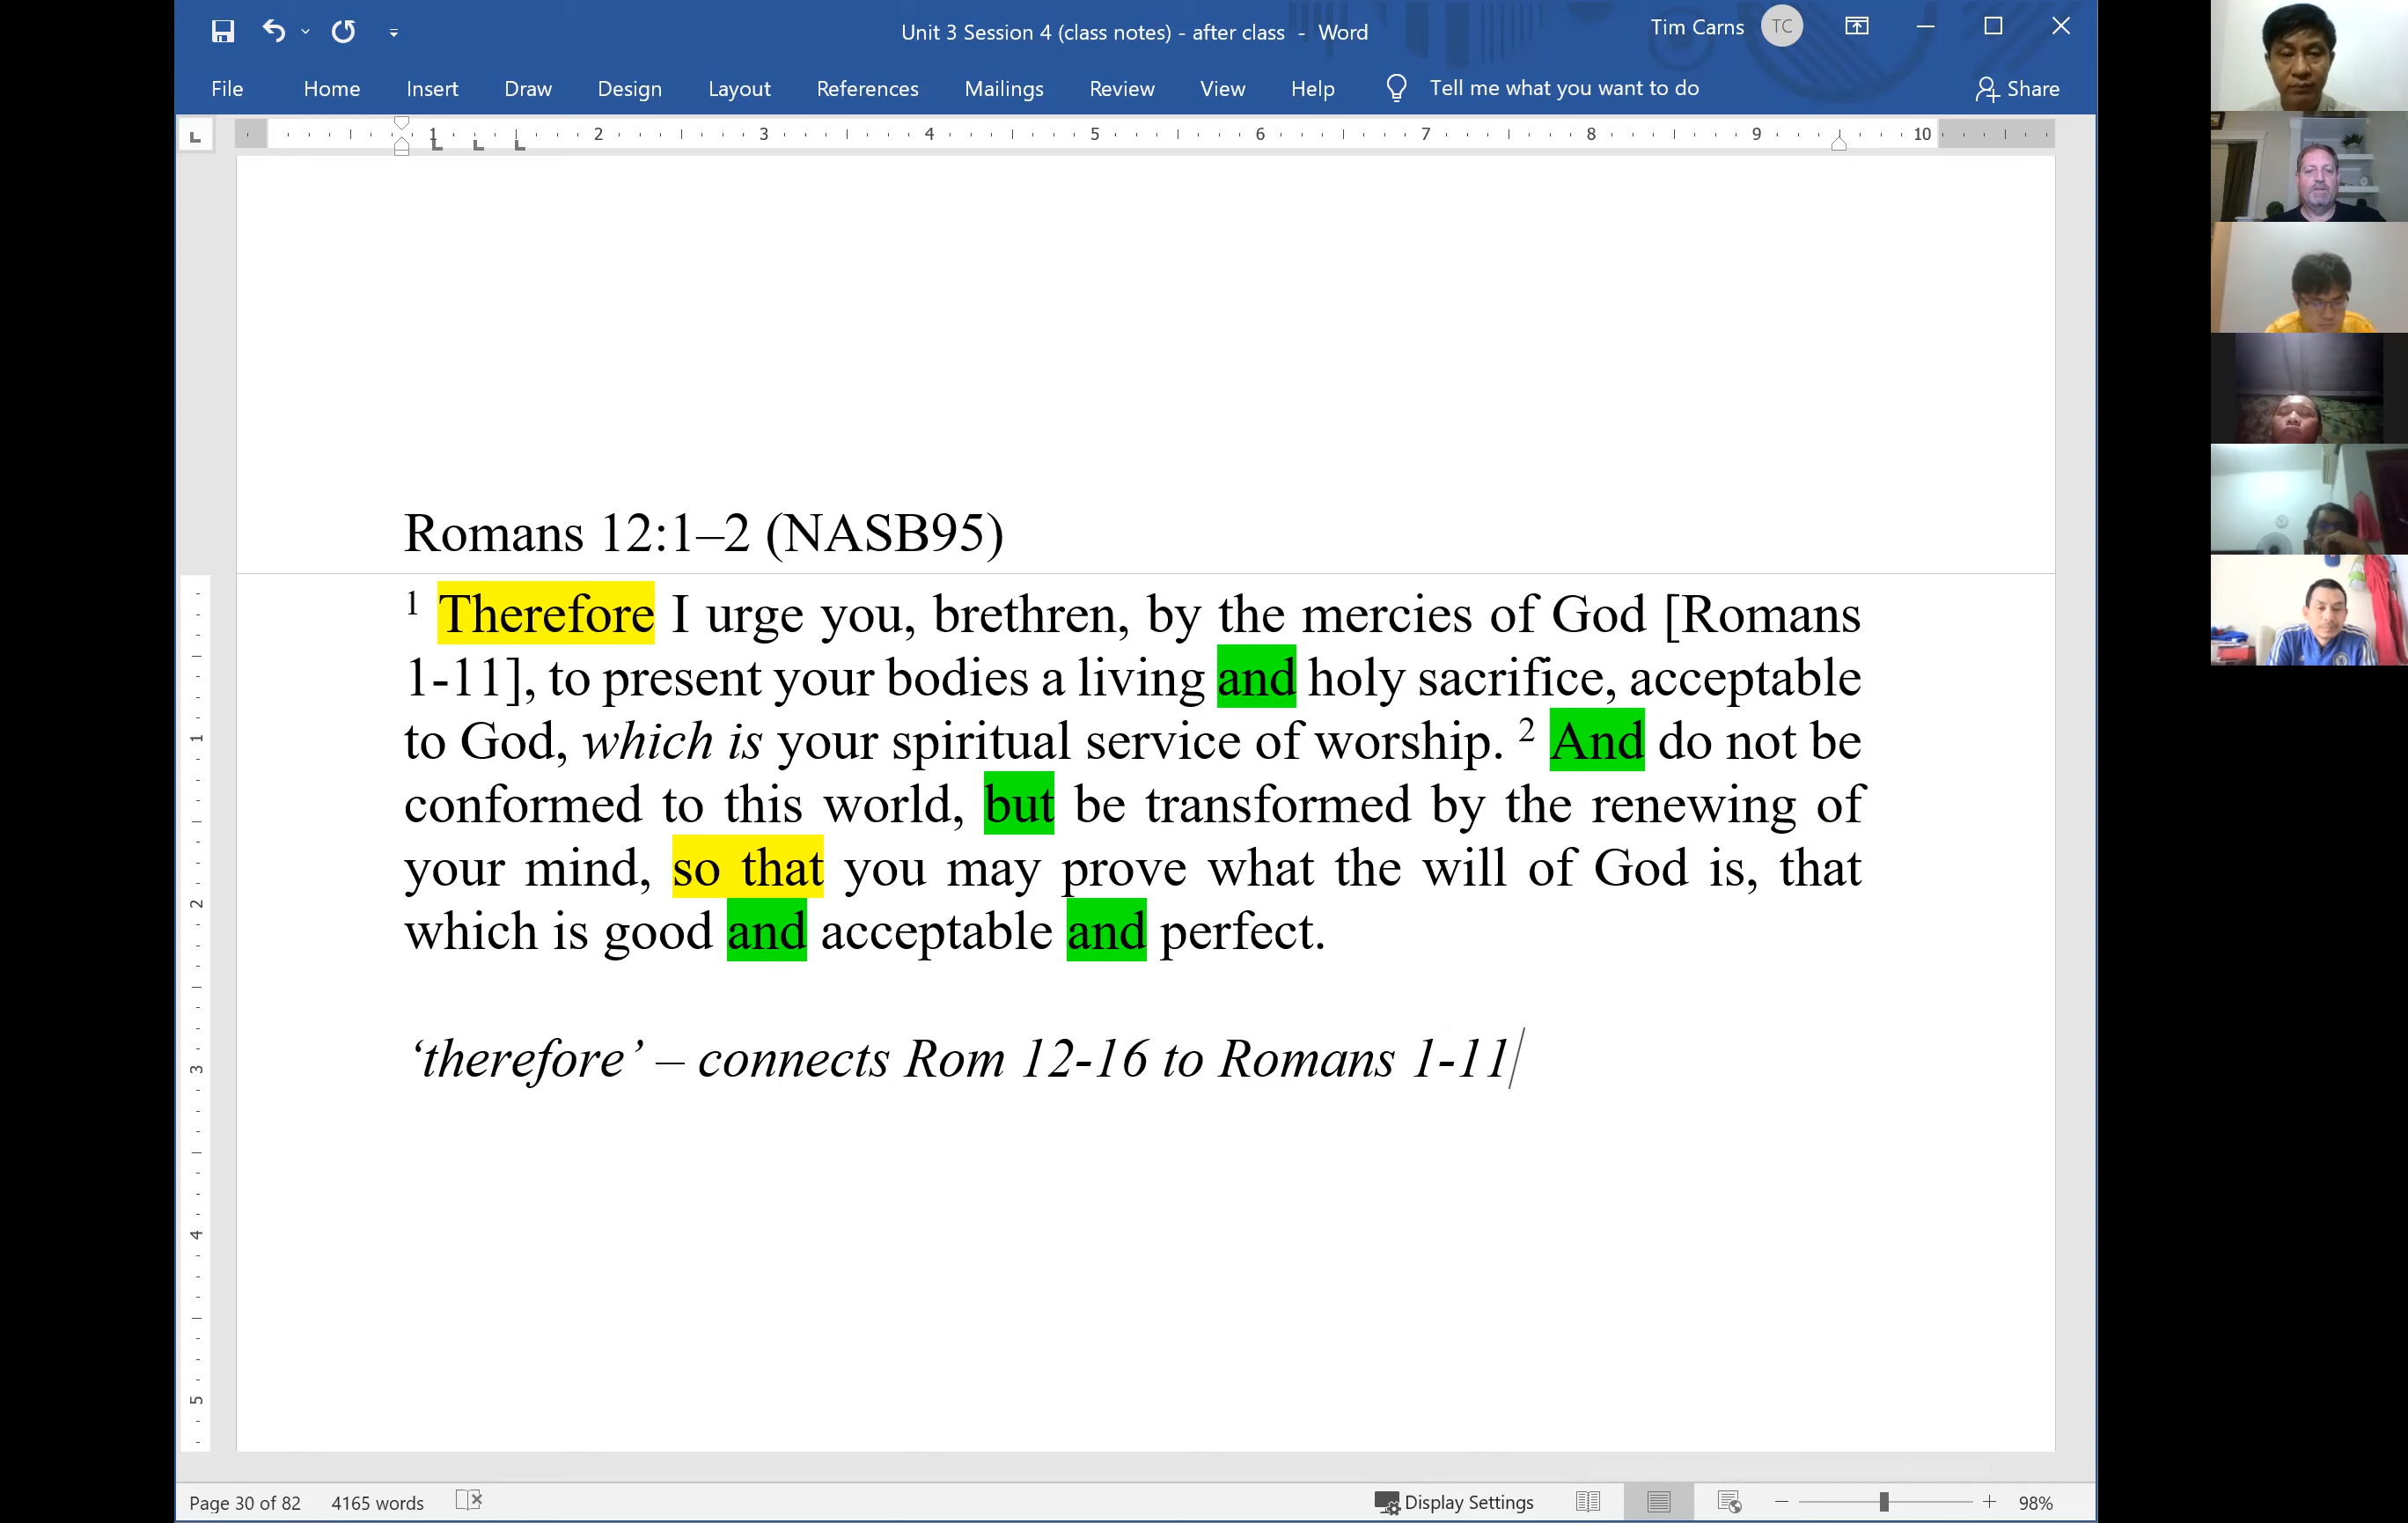 Unit 3 Session 4 (class notes) - after class - Word
Tim Carns TC
File Home Insert Draw Design Layout References Mailings Review View Help Tell me what you want to do Share
1 2 3 4 5 6 7 8 9 10
Romans 12:1–2 (NASB95)
1 Therefore I urge you, brethren, by the mercies of God [Romans
1-11], to present your bodies a living and holy sacrifice, acceptable
to God, which is your spiritual service of worship. 2 And do not be
conformed to this world, but be transformed by the renewing of
your mind, so that you may prove what the will of God is, that
which is good and acceptable and perfect.
‘therefore’ – connects Rom 12-16 to Romans 1-11
1
2
3
4
5
Page 30 of 82 4165 words Display Settings 98%